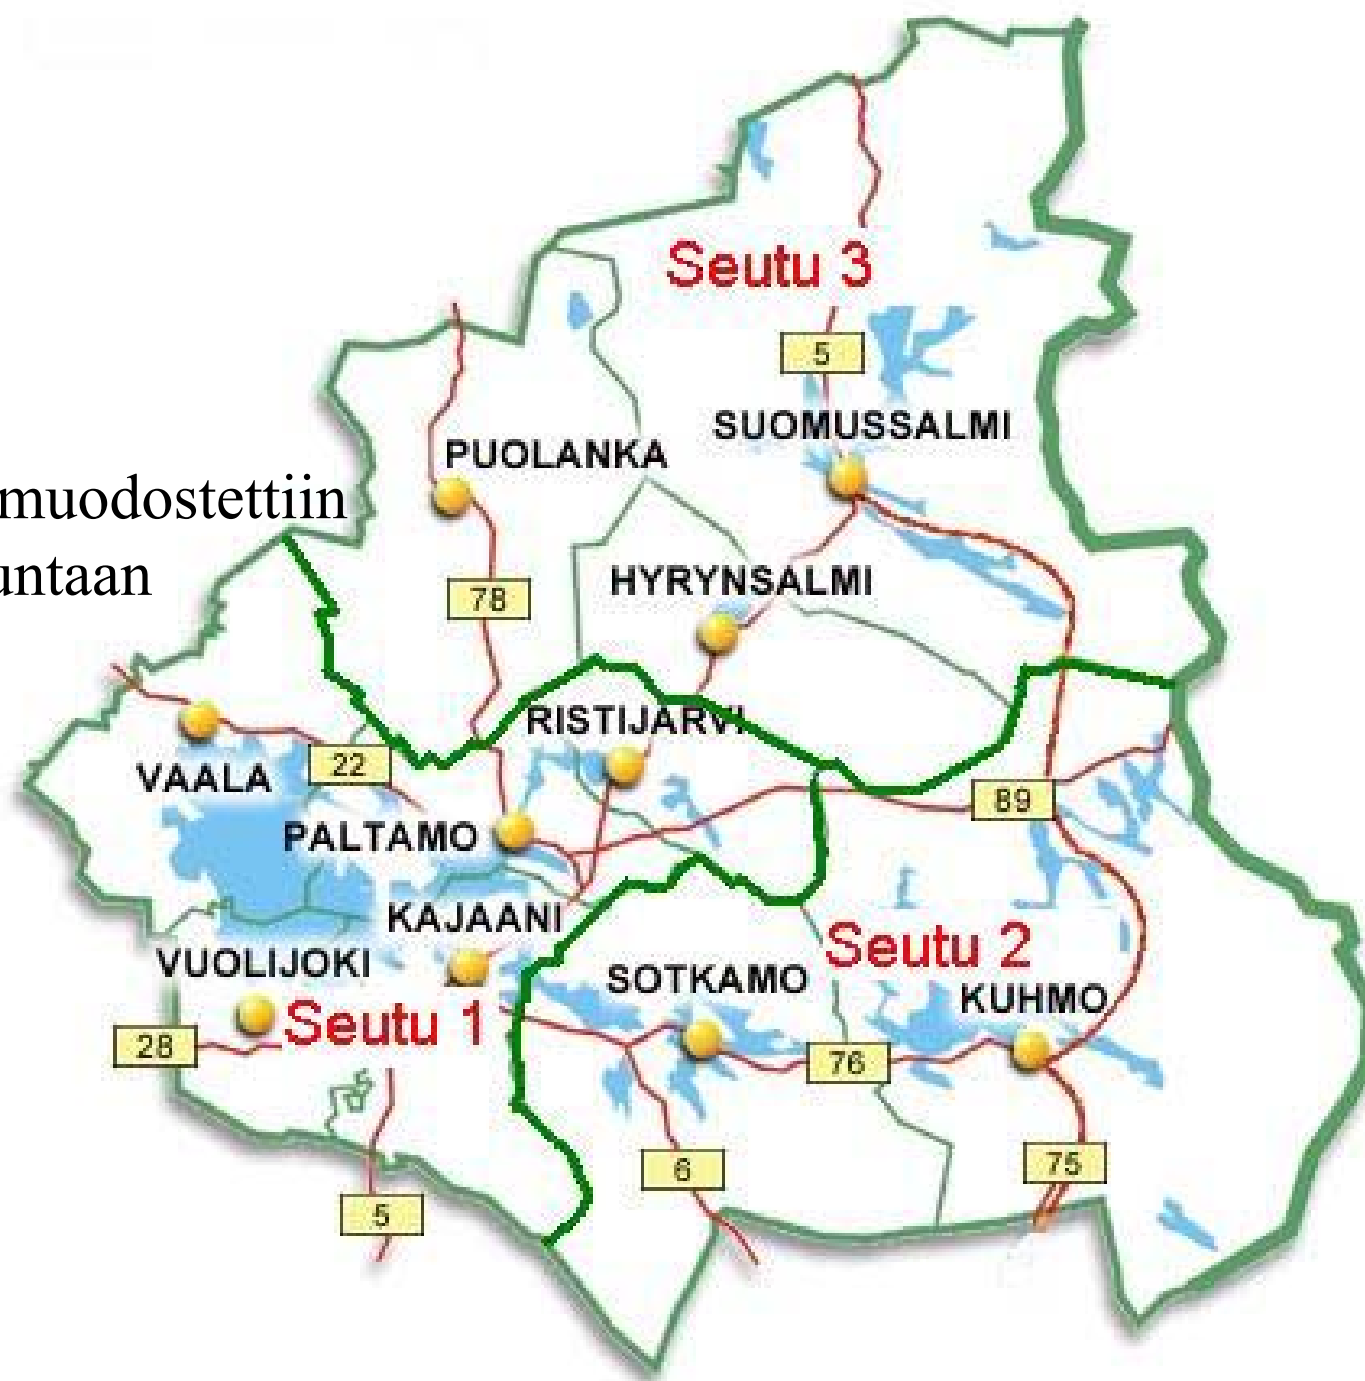 Seutu 3
5
SUOMUSSALMI
PUOLANKA
muodostettiin
untaan
HYRYNSALMI
78
RISTIJARVI
VAALA
22
89
PALTAMO
KAJAANI
VUOLIJOKI
Seutu 2
SOTKAMO
KUHMO
Seutu 1
28
76
6
75
5